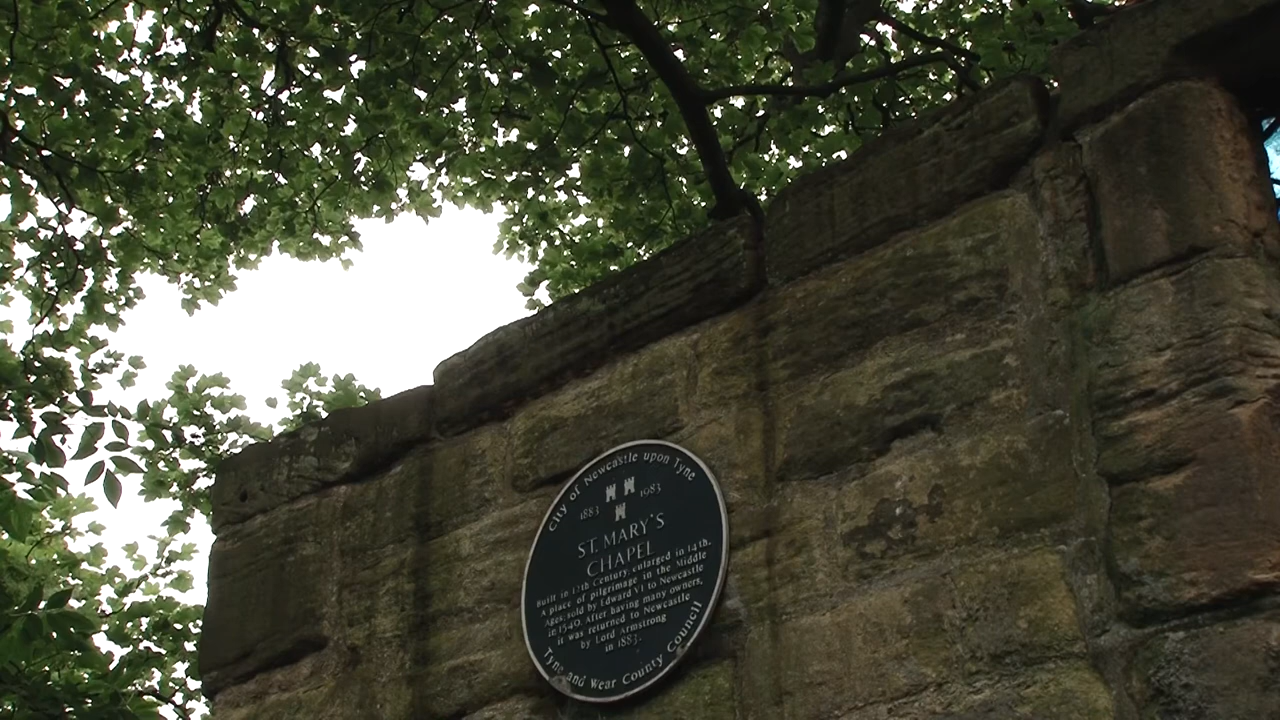 City of Newcastle upon Tyne
1883 1983
ST. MARY'S
CHAPEL
Built in 12th Century, enlarged in 14th.
A place of pilgrimage in the Middle
Ages; sold by Edward VI to Newcastle
in 1549. After having many owners,
it was returned to Newcastle
by Lord Armstrong
in 1883.
Tyne and Wear County Council